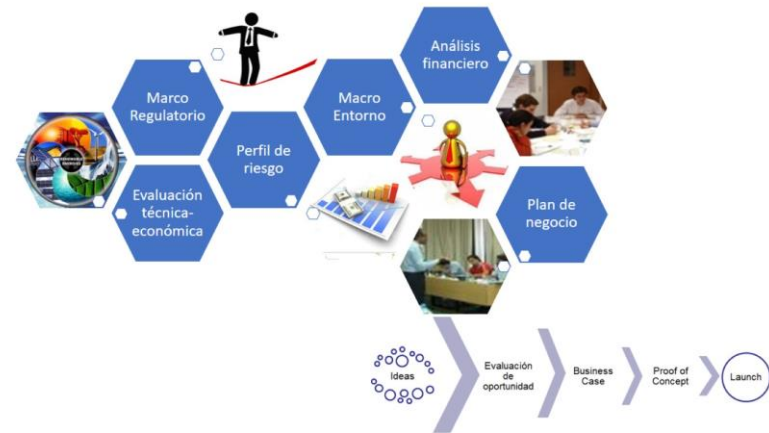 Marco
Regulatorio
Evaluación
técnica-
económica
Perfil de
riesgo
Macro
Entorno
Análisis
financiero
Plan de
negocio
Ideas
Evaluación
de
oportunidad
Business
Case
Proof of
Concept
Launch